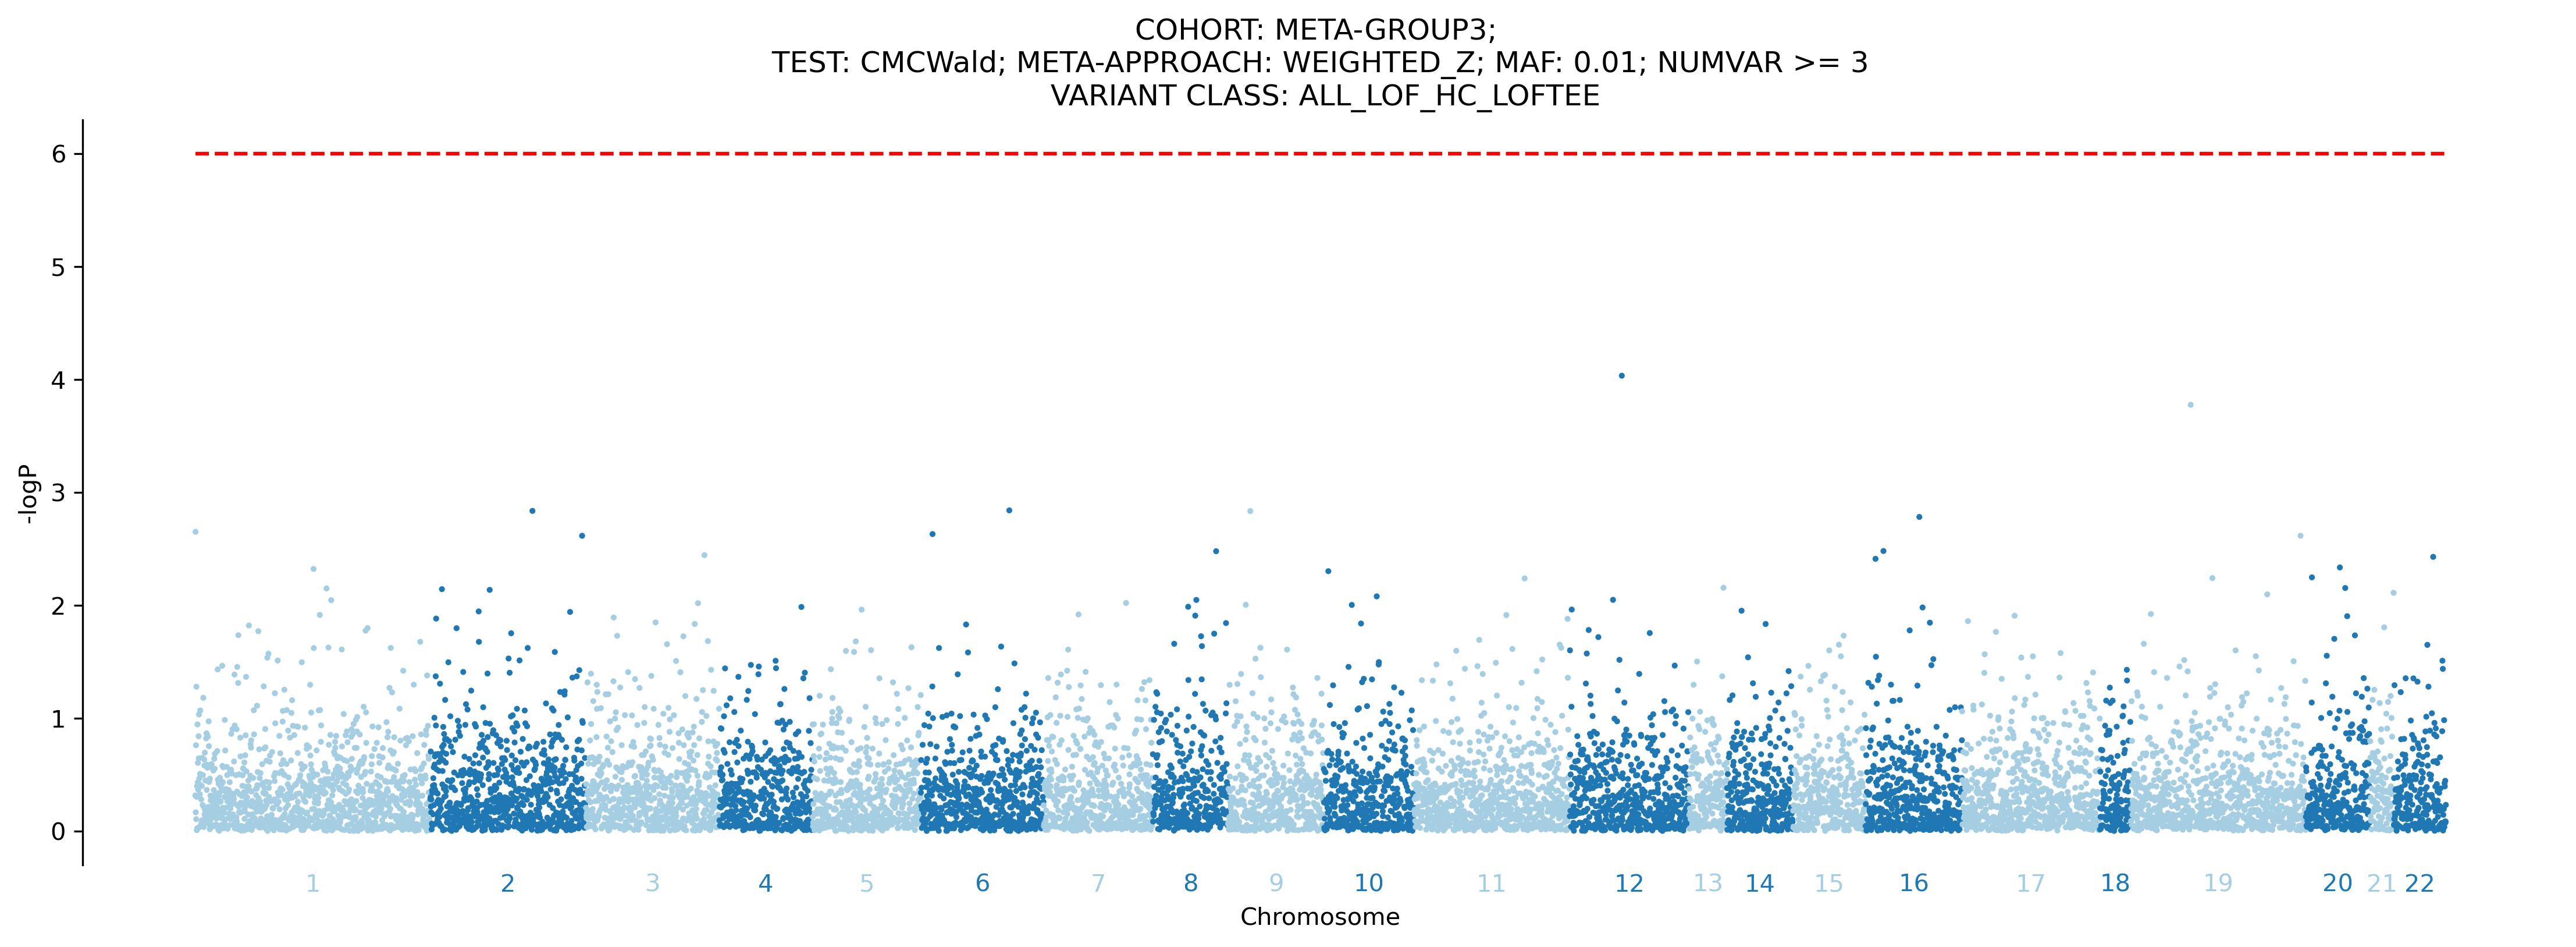 COHORT: META-GROUP3;
TEST: CMCWald; META-APPROACH: WEIGHTED_Z; MAF: 0.01; NUMVAR >= 3
VARIANT CLASS: ALL_LOF_HC_LOFTEE
6
5
4
3
2
1
0
-logP
1 2 3 4 5 6 7 8 9 10 11 12 13 14 15 16 17 18 19 20 21 22
Chromosome